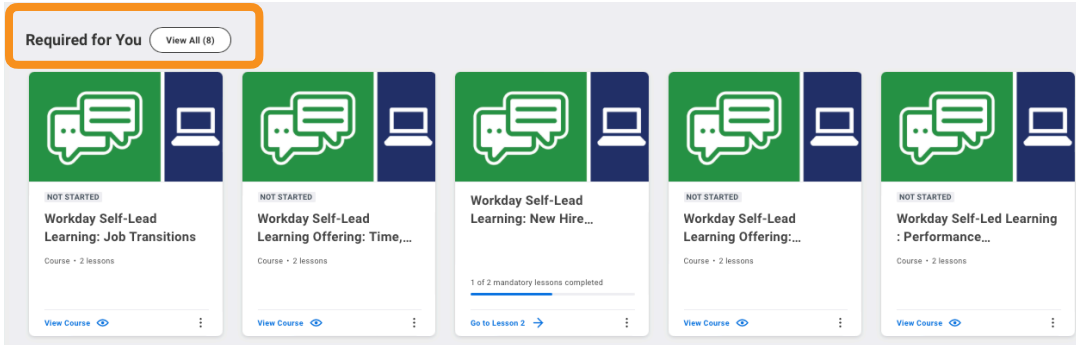 Required for You
View All (8)
NOT STARTED
Workday Self-Lead
Learning: Job Transitions
Course • 2 lessons
View Course
NOT STARTED
Workday Self-Lead
Learning Offering: Time,...
Course • 2 lessons
View Course
Workday Self-Lead
Learning: New Hire...
1 of 2 mandatory lessons completed
Go to Lesson 2
NOT STARTED
Workday Self-Lead
Learning Offering:...
Course • 2 lessons
View Course
NOT STARTED
Workday Self-Led Learning
: Performance...
Course • 2 lessons
View Course